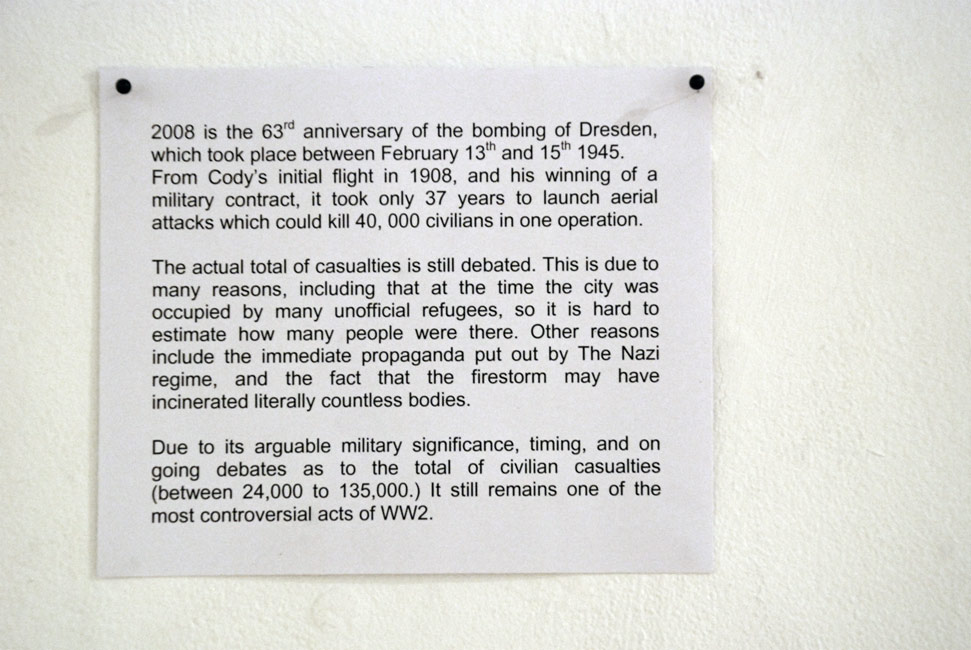 2008 is the 63rd anniversary of the bombing of Dresden,
which took place between February 13th and 15th 1945.
From Cody's initial flight in 1908, and his winning of a
military contract, it took only 37 years to launch aerial
attacks which could kill 40, 000 civilians in one operation.
The actual total of casualties is still debated. This is due to
many reasons, including that at the time the city was
occupied by many unofficial refugees, so it is hard to
estimate how many people were there. Other reasons
include the immediate propaganda put out by The Nazi
regime, and the fact that the firestorm may have
incinerated literally countless bodies.
Due to its arguable military significance, timing, and on
going debates as to the total of civilian casualties
(between 24,000 to 135,000.) It still remains one of the
most controversial acts of WW2.